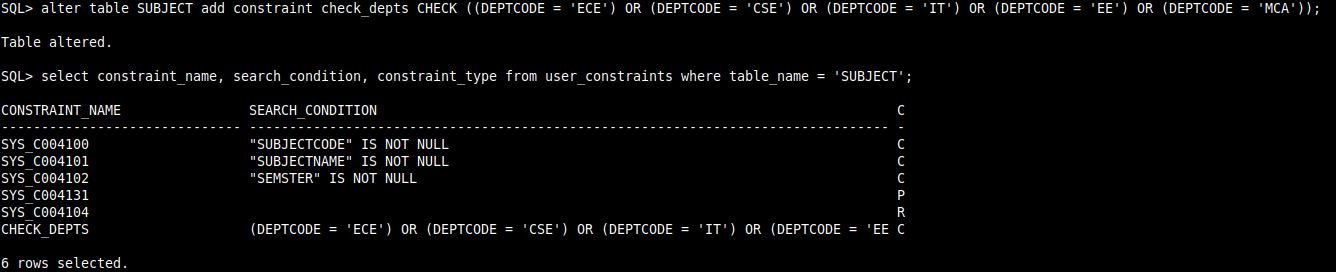 SQL> alter table SUBJECT add constraint check_depts CHECK ((DEPTCODE = 'ECE') OR (DEPTCODE = 'CSE') OR (DEPTCODE = 'IT') OR (DEPTCODE = 'EE') OR (DEPTCODE = 'MCA'));
Table altered.
SQL> select constraint_name, search_condition, constraint_type from user_constraints where table_name = 'SUBJECT';
CONSTRAINT_NAME                SEARCH_CONDITION                                                                 C
------------------------------ -------------------------------------------------------------------------------- -
SYS_C004100                    "SUBJECTCODE" IS NOT NULL                                                        C
SYS_C004101                    "SUBJECTNAME" IS NOT NULL                                                        C
SYS_C004102                    "SEMSTER" IS NOT NULL                                                            C
SYS_C004131                                                                                                     P
SYS_C004104                                                                                                     R
CHECK_DEPTS                    (DEPTCODE = 'ECE') OR (DEPTCODE = 'CSE') OR (DEPTCODE = 'IT') OR (DEPTCODE = 'EE C
6 rows selected.